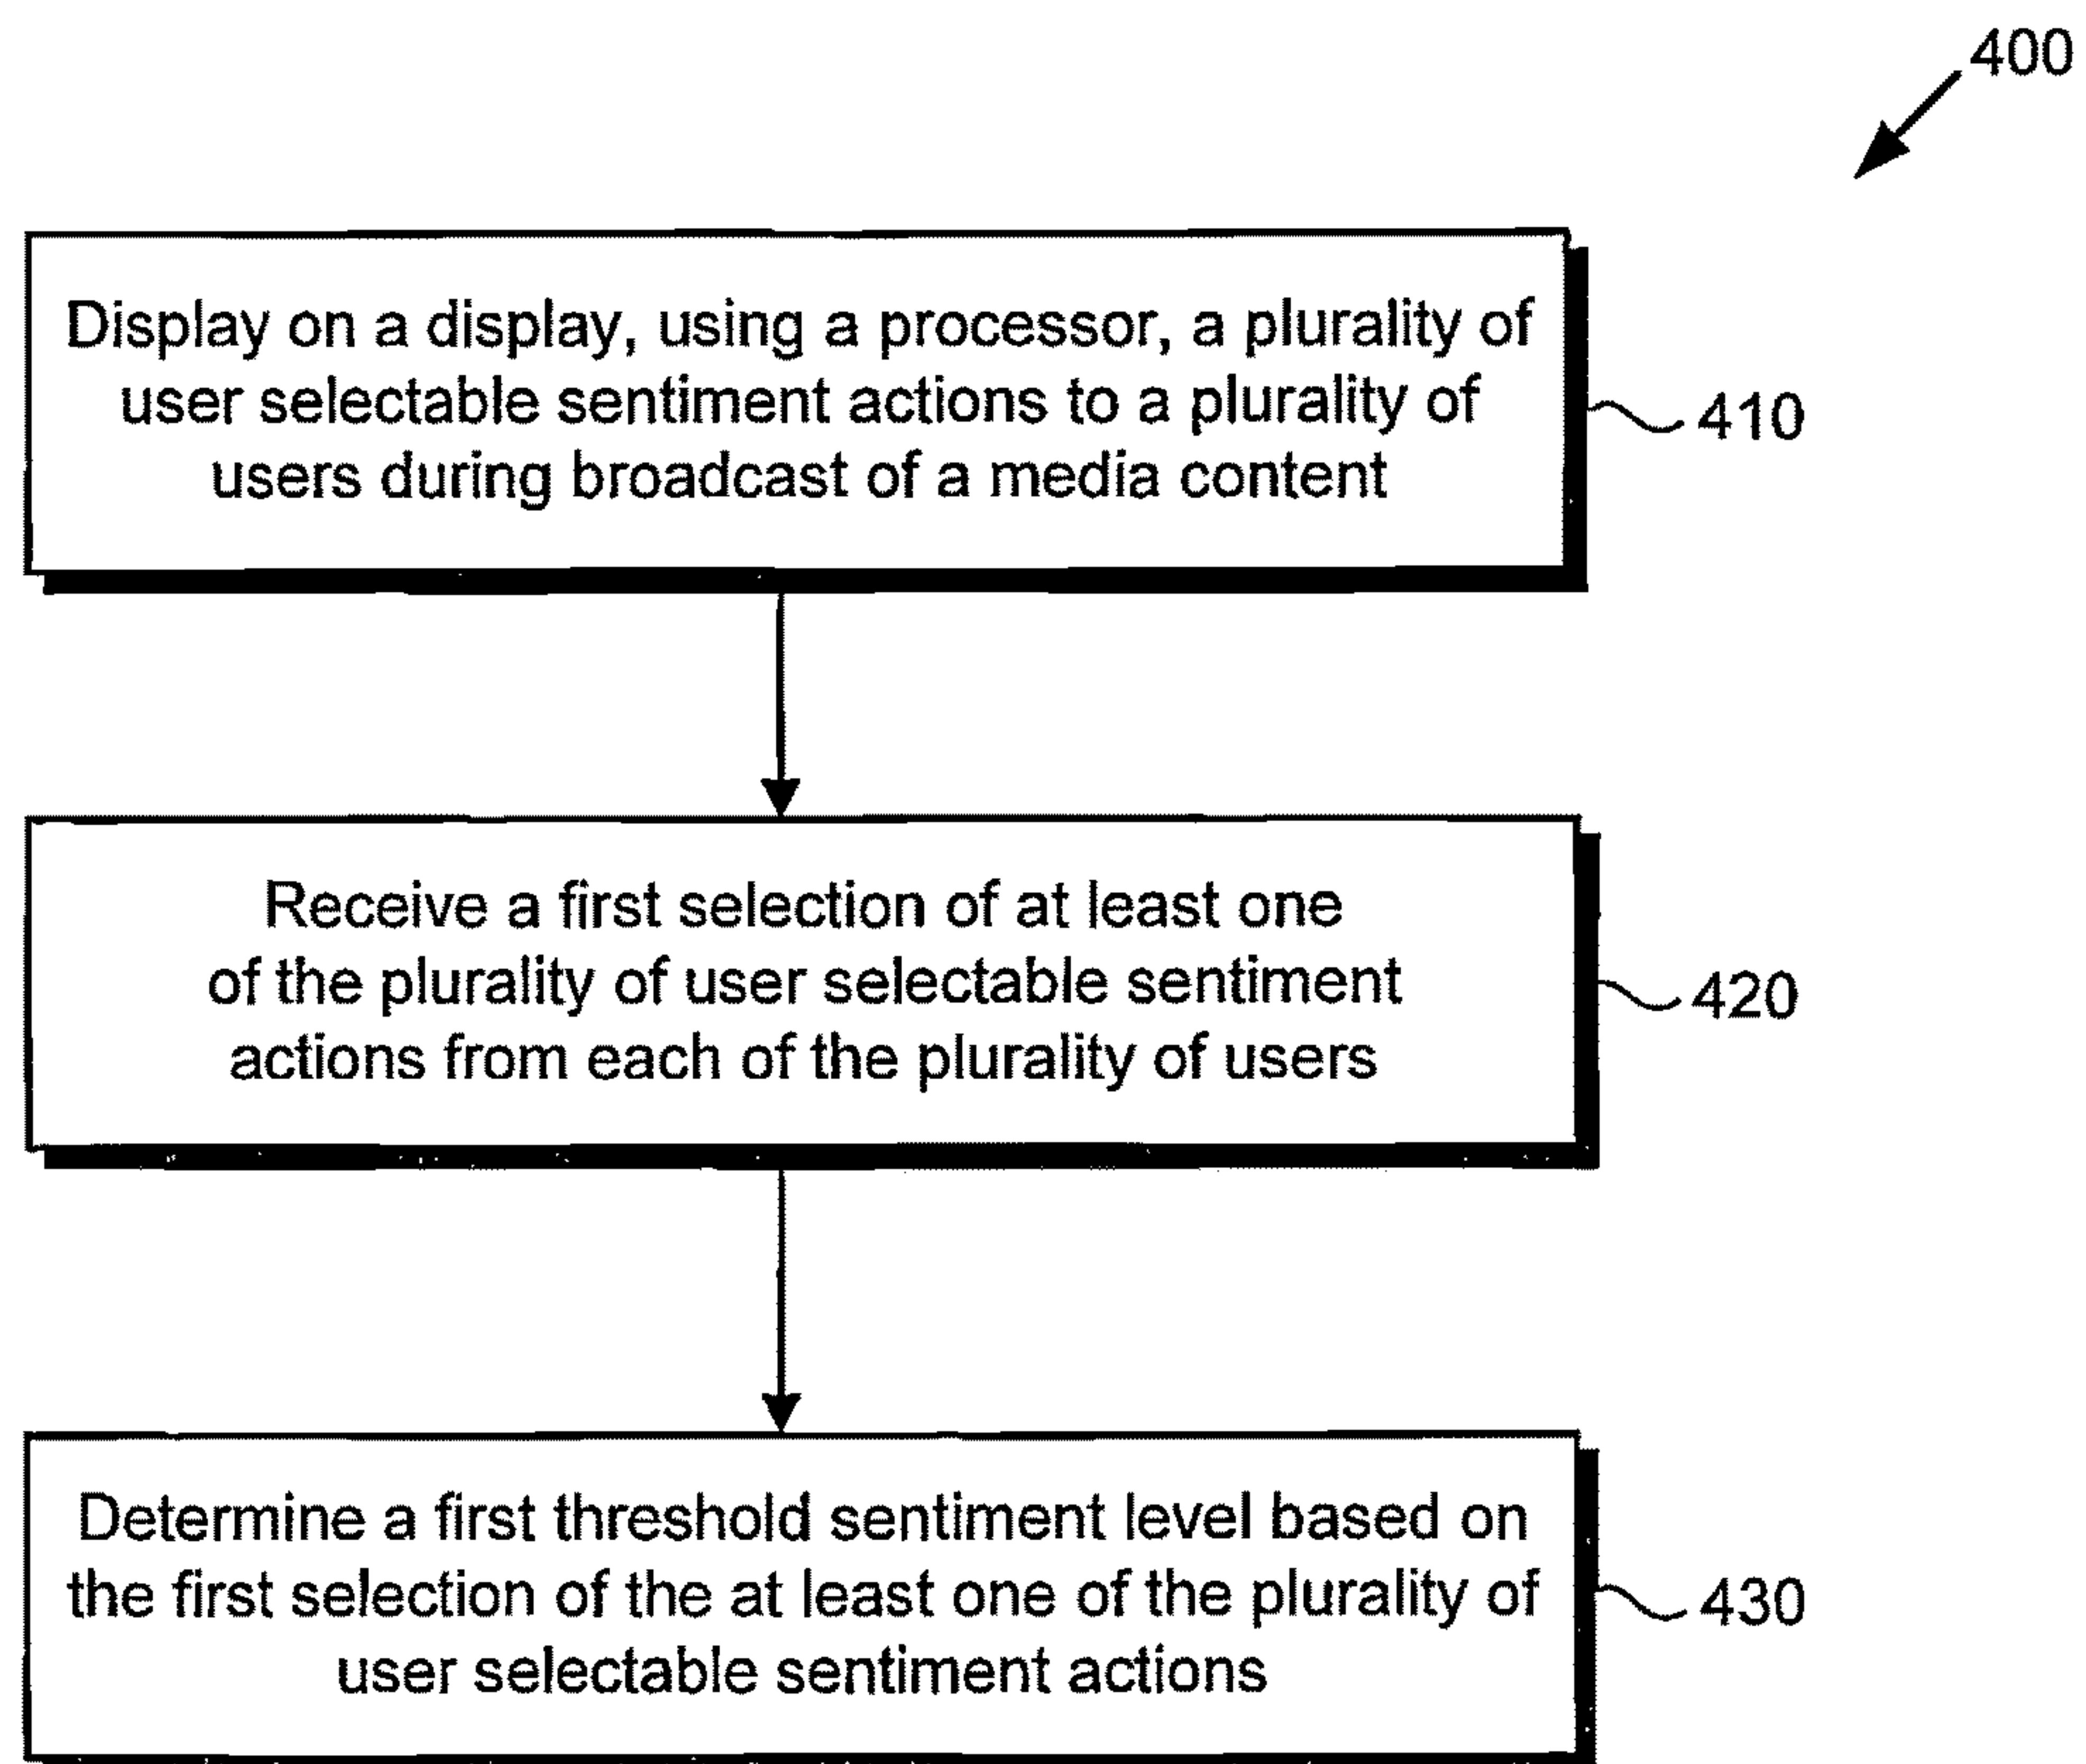 400
Display on a display, using a processor, a plurality of
user selectable sentiment actions to a plurality of
users during broadcast of a media content
410
Receive a first selection of at least one
of the plurality of user selectable sentiment
actions from each of the plurality of users
420
Determine a first threshold sentiment level based on
the first selection of the at least one of the plurality of
user selectable sentiment actions
430